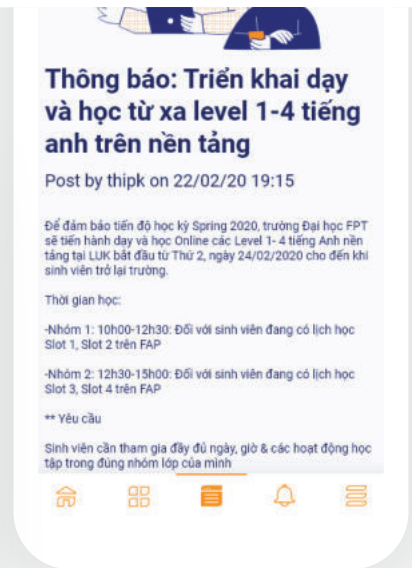 Thông báo: Triển khai dạy
và học từ xa level 1-4 tiếng
anh trên nền tảng
Post by thipk on 22/02/20 19:15
Để đảm bảo tiến độ học kỳ Spring 2020, trường Đại học FPT
sẽ tiến hành dạy và học Online các Level 1- 4 tiếng Anh nền
tảng tại LUK bắt đầu từ Thứ 2, ngày 24/02/2020 cho đến khi
sinh viên trở lại trường.
Thời gian học:
-Nhóm 1: 10h00-12h30: Đối với sinh viên đang có lịch học
Slot 1, Slot 2 trên FAP
-Nhóm 2: 12h30-15h00: Đối với sinh viên đang có lịch học
Slot 3, Slot 4 trên FAP
** Yêu cầu
Sinh viên cần tham gia đầy đủ ngày, giờ & các hoạt động học
tập trong đúng nhóm lớp của mình